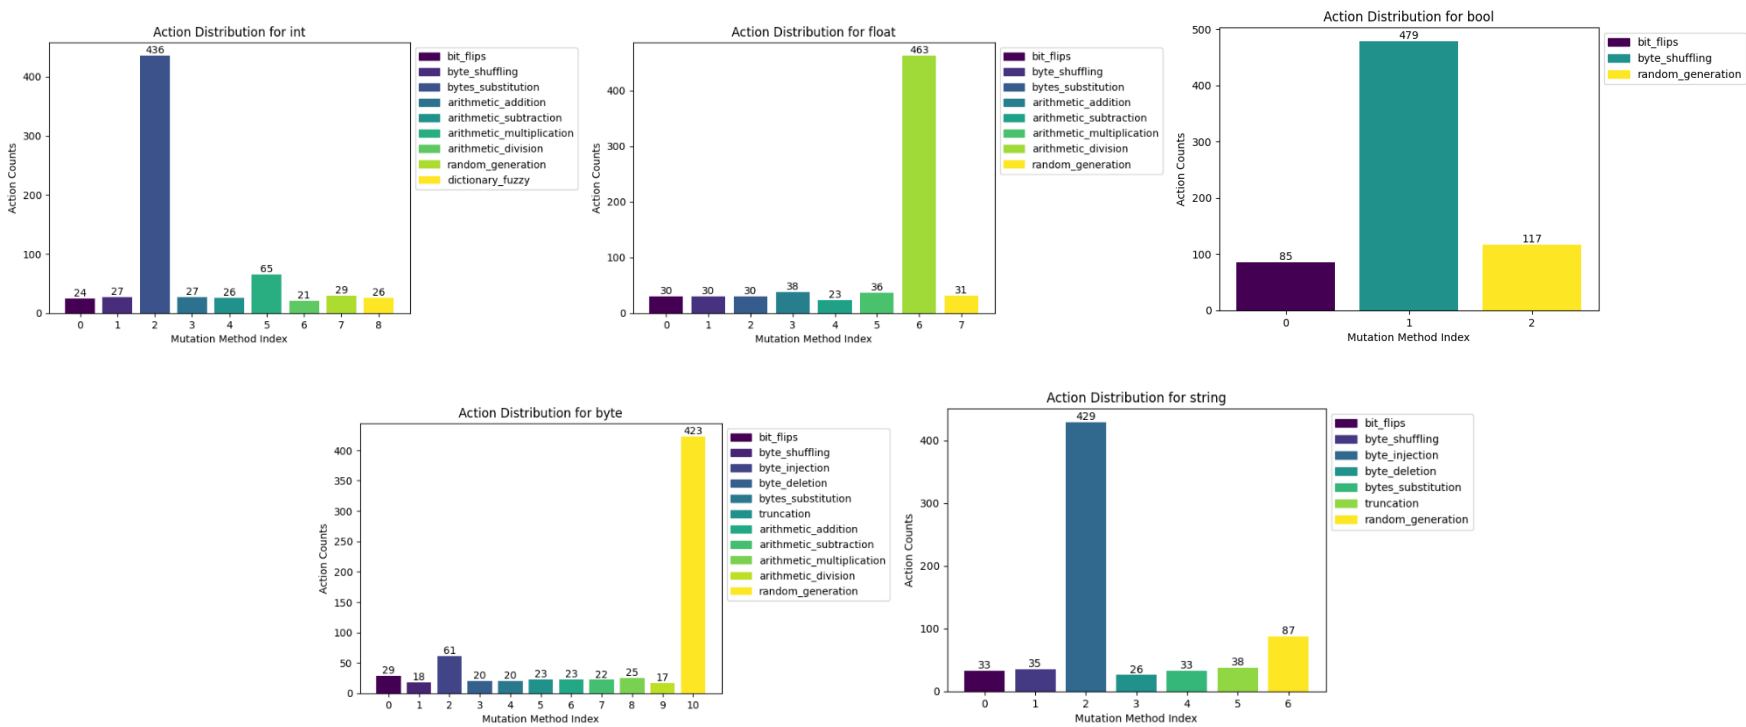 Action Distribution for int
436
400
300
200
100
0
Action Counts
24
27
27
26
65
21
29
26
0 1 2 3 4 5 6 7 8
Mutation Method Index
bit_flips
byte_shuffling
bytes_substitution
arithmetic_addition
arithmetic_subtraction
arithmetic_multiplication
arithmetic_division
random_generation
dictionary_fuzzy
Action Distribution for float
463
400
300
200
100
0
Action Counts
30
30
30
38
23
36
31
0 1 2 3 4 5 6 7
Mutation Method Index
bit_flips
byte_shuffling
bytes_substitution
arithmetic_addition
arithmetic_subtraction
arithmetic_multiplication
arithmetic_division
random_generation
Action Distribution for bool
500
479
400
300
200
100
0
Action Counts
85
117
0 1 2
Mutation Method Index
bit_flips
byte_shuffling
random_generation
Action Distribution for byte
423
400
350
300
250
200
150
100
50
0
Action Counts
29
18
61
20
20
23
23
22
25
17
0 1 2 3 4 5 6 7 8 9 10
Mutation Method Index
bit_flips
byte_shuffling
byte_injection
byte_deletion
bytes_substitution
truncation
arithmetic_addition
arithmetic_subtraction
arithmetic_multiplication
arithmetic_division
random_generation
Action Distribution for string
429
400
300
200
100
0
Action Counts
33
35
26
33
38
87
0 1 2 3 4 5 6
Mutation Method Index
bit_flips
byte_shuffling
byte_injection
byte_deletion
bytes_substitution
truncation
random_generation